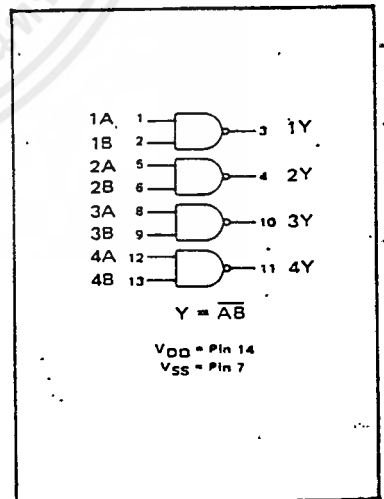 1A 1
1B 2 3 1Y
2A 5
2B 6 4 2Y
3A 8
3B 9 10 3Y
4A 12
4B 13 11 4Y
Y = \overline{AB}
VDD = Pin 14
VSS = Pin 7